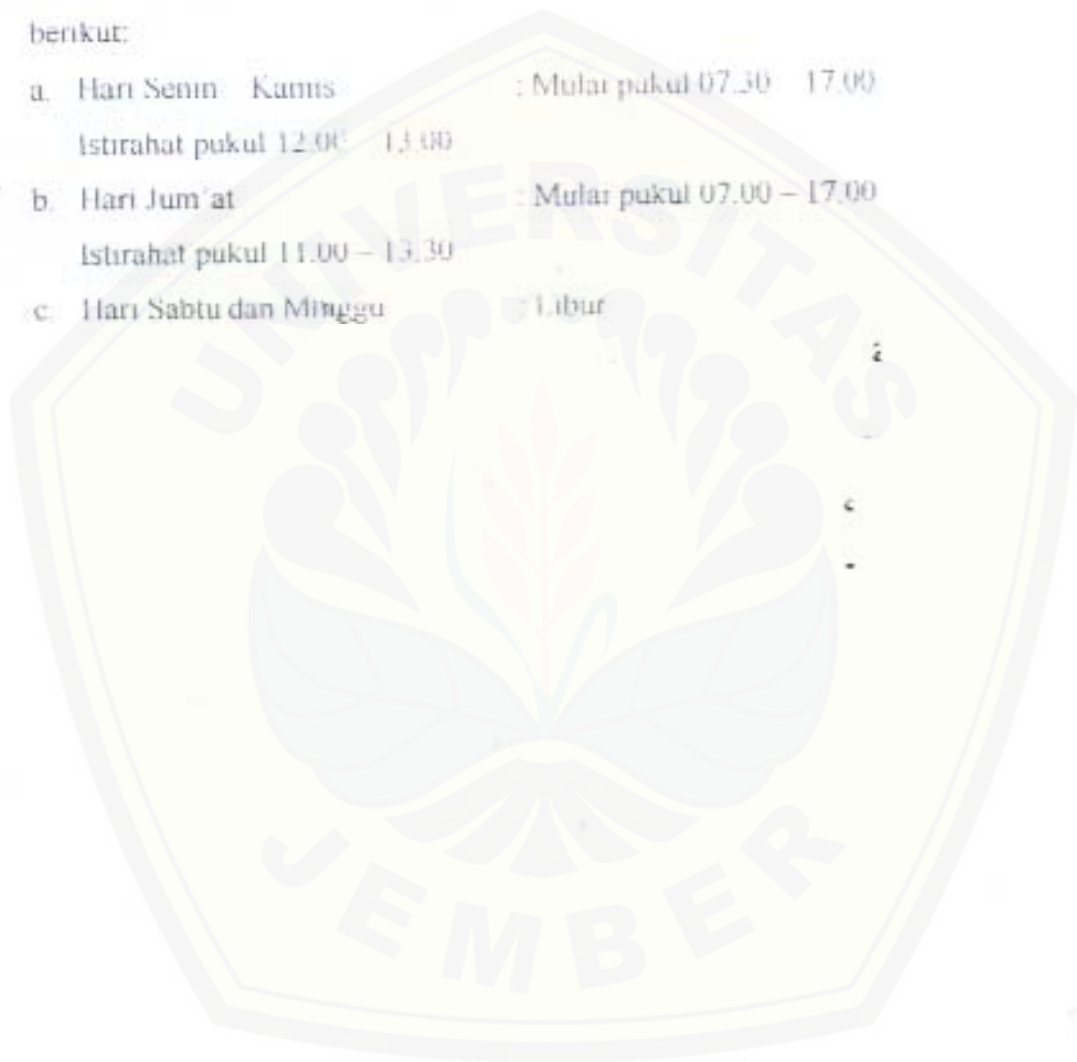 berikut:
a. Hari Senin Kamis : Mulai pukul 07.30 17.00
Istirahat pukul 12.00 13.00
b. Hari Jum'at : Mulai pukul 07.00 – 17.00
Istirahat pukul 11.00 – 13.30
c. Hari Sabtu dan Minggu : Libur
UNIVERSITAS
JEMBER